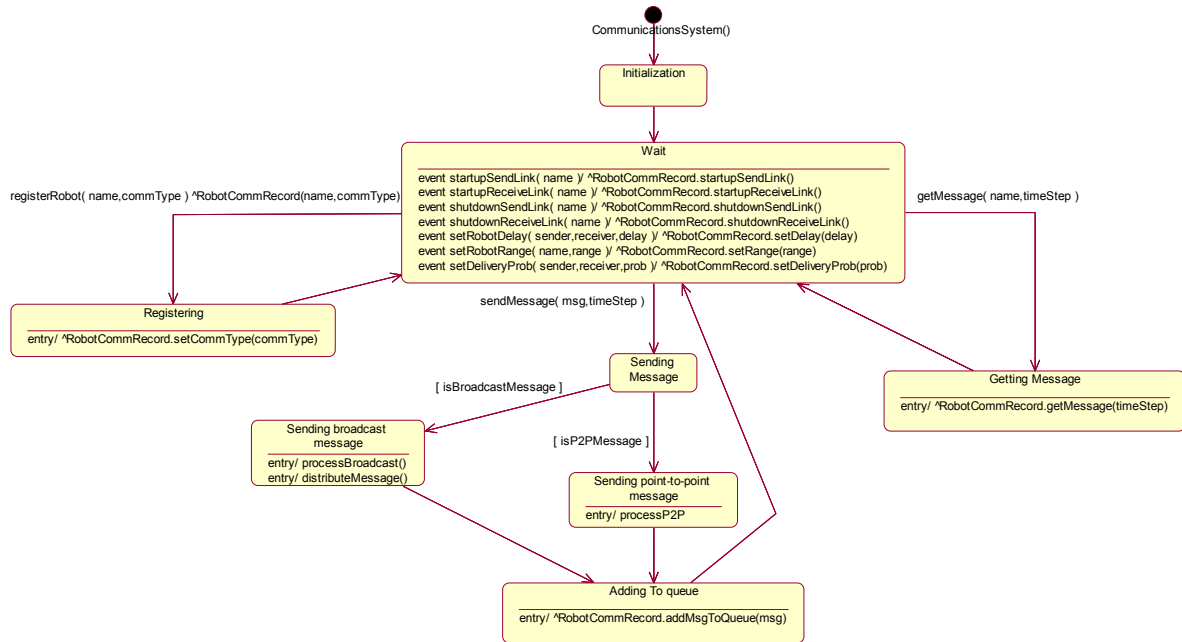 CommunicationsSystem()
Initialization
Wait
event startupSendLink( name )/ ^RobotCommRecord.startupSendLink()
event startupReceiveLink( name )/ ^RobotCommRecord.startupReceiveLink()
event shutdownSendLink( name )/ ^RobotCommRecord.shutdownSendLink()
event shutdownReceiveLink( name )/ ^RobotCommRecord.shutdownReceiveLink()
event setRobotDelay( sender,receiver,delay )/ ^RobotCommRecord.setDelay(delay)
event setRobotRange( name,range )/ ^RobotCommRecord.setRange(range)
event setDeliveryProb( sender,receiver,prob )/ ^RobotCommRecord.setDeliveryProb(prob)
registerRobot( name,commType ) ^RobotCommRecord(name,commType)
getMessage( name,timeStep )
sendMessage( msg,timeStep )
Registering
entry/ ^RobotCommRecord.setCommType(commType)
Sending
Message
Getting Message
entry/ ^RobotCommRecord.getMessage(timeStep)
[ isBroadcastMessage ]
[ isP2PMessage ]
Sending broadcast
message
entry/ processBroadcast()
entry/ distributeMessage()
Sending point-to-point
message
entry/ processP2P
Adding To queue
entry/ ^RobotCommRecord.addMsgToQueue(msg)